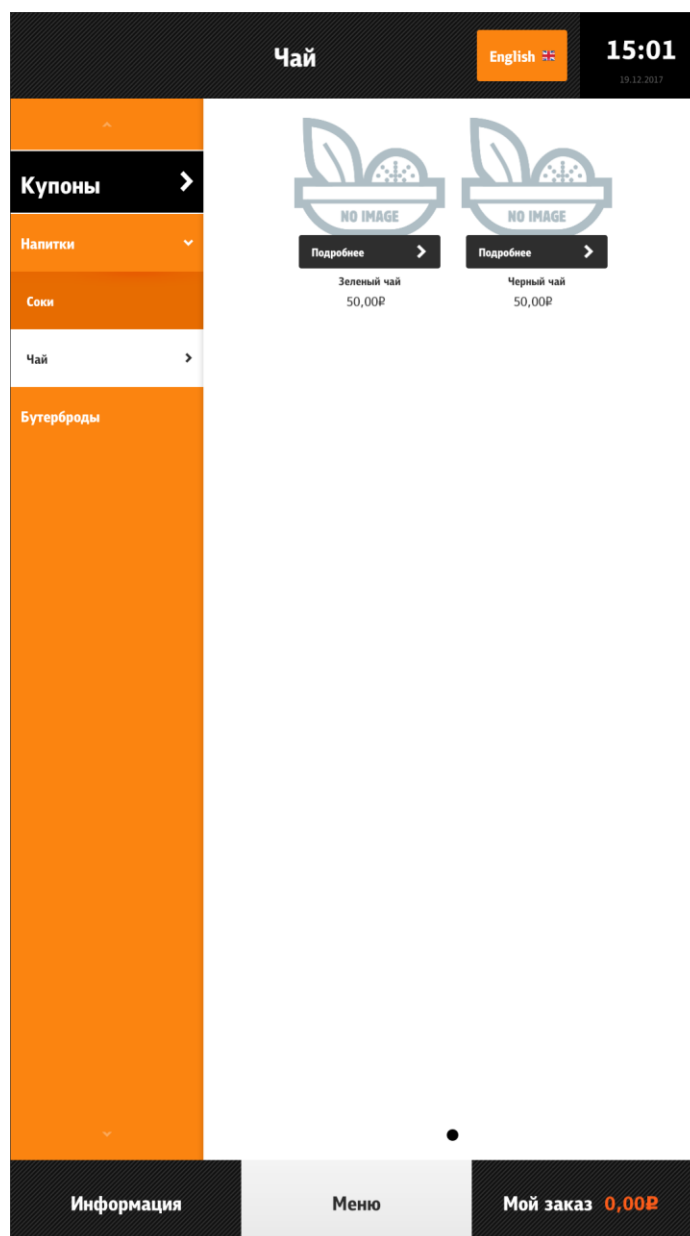 Чай
English
15:01
19.12.2017
Купоны
Напитки
Соки
Чай
Бутерброды
NO IMAGE
Подробнее
Зеленый чай
50,00₽
NO IMAGE
Подробнее
Черный чай
50,00₽
Информация
Меню
Мой заказ 0,00₽